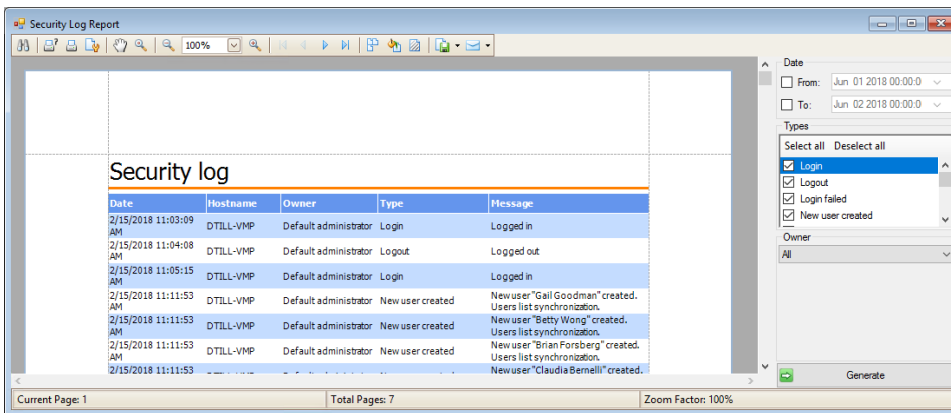 Security Log Report
100%
Security log
Date Hostname Owner Type Message
2/15/2018 11:03:09 AM DTILL-VMP Default administrator Login Logged in
2/15/2018 11:04:08 AM DTILL-VMP Default administrator Logout Logged out
2/15/2018 11:05:15 AM DTILL-VMP Default administrator Login Logged in
2/15/2018 11:11:53 AM DTILL-VMP Default administrator New user created New user "Gail Goodman" created.
Users list synchronization.
2/15/2018 11:11:53 AM DTILL-VMP Default administrator New user created New user "Betty Wong" created.
Users list synchronization.
2/15/2018 11:11:53 AM DTILL-VMP Default administrator New user created New user "Brian Forsberg" created.
Users list synchronization.
2/15/2018 11:11:53 New user "Claudia Bernelli" created.
Date
From: Jun 01 2018 00:00:0
To: Jun 02 2018 00:00:0
Types
Select all Deselect all
Login
Logout
Login failed
New user created
Owner
All
Generate
Current Page: 1 Total Pages: 7 Zoom Factor: 100%